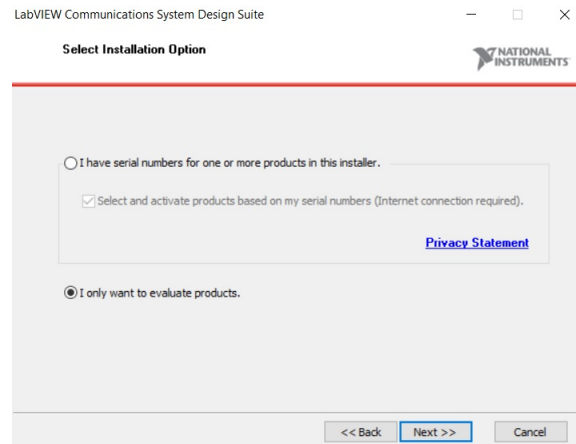 LabVIEW Communications System Design Suite
Select Installation Option
NATIONAL
INSTRUMENTS
I have serial numbers for one or more products in this installer.
Select and activate products based on my serial numbers (Internet connection required).
Privacy Statement
I only want to evaluate products.
<< Back Next >> Cancel